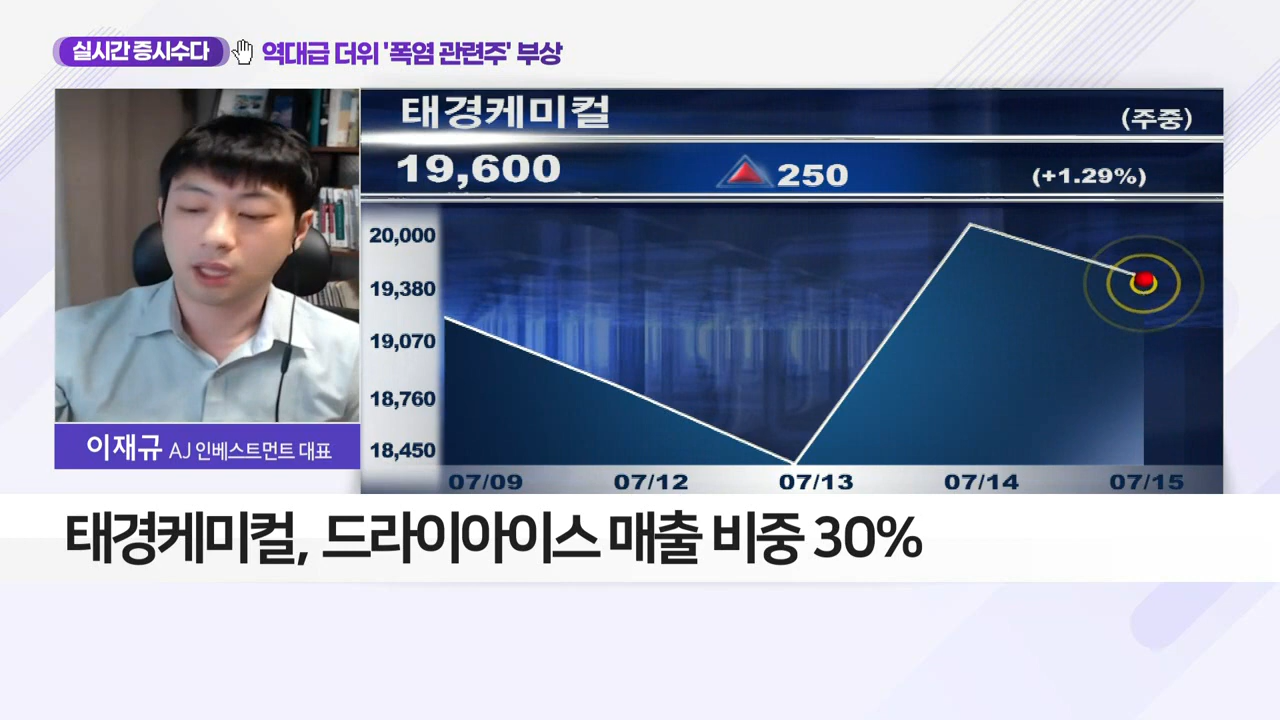 실시간 증시수다 역대급 더위 '폭염 관련주' 부상
태경케미컬 (주중)
19,600 250 (+1.29%)
20,000
19,380
19,070
18,760
18,450
07/09 07/12 07/13 07/14 07/15
이재규 AJ 인베스트먼트 대표
태경케미컬, 드라이아이스 매출 비중 30%